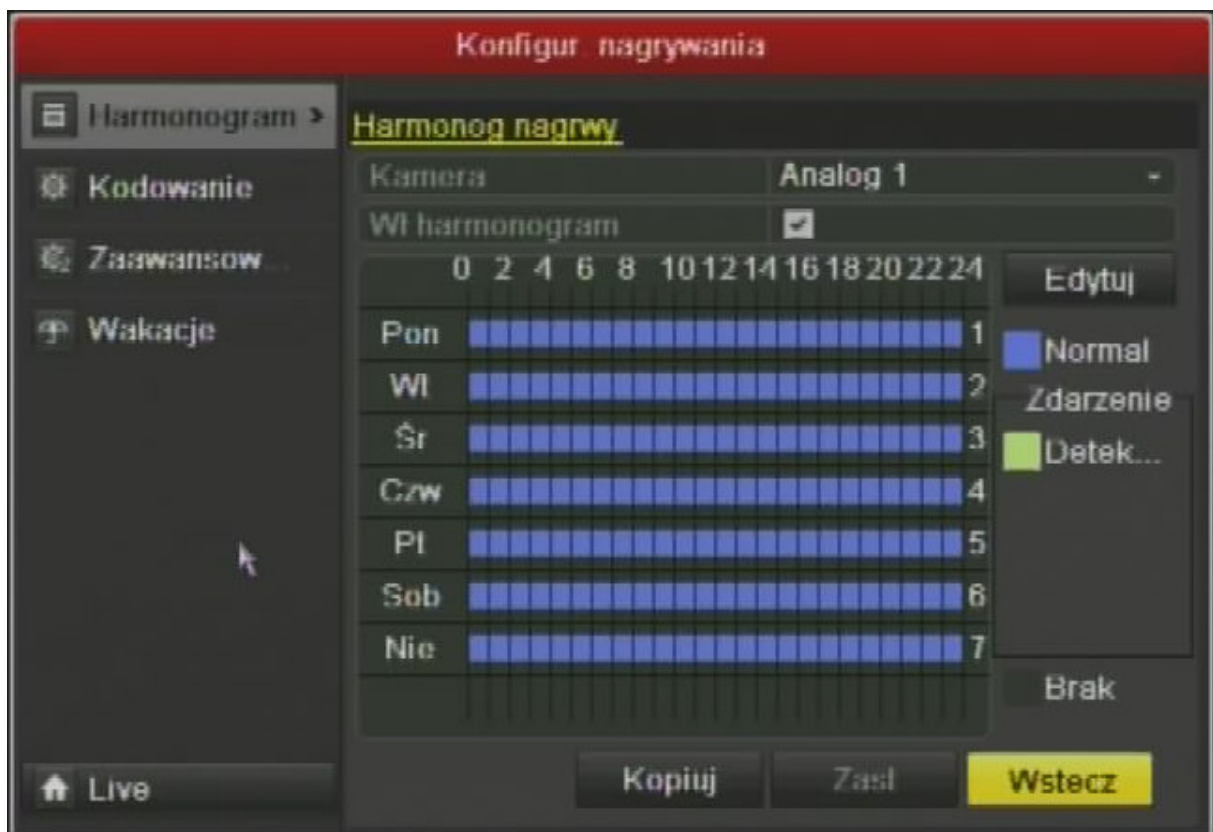 Konfigur nagrywania
Harmonogram >
Kodowanie
Zaawansow...
Wakacje
Live
Harmonog nagrwy
Kamera Analog 1
Wł harmonogram
0 2 4 6 8 10 12 14 16 18 20 22 24
Pon 1
Wt 2
Śr 3
Czw 4
Pt 5
Sob 6
Nie 7
Edytuj
Normal
Zdarzenie
Detek...
Brak
Kopiuj Zast Wstecz